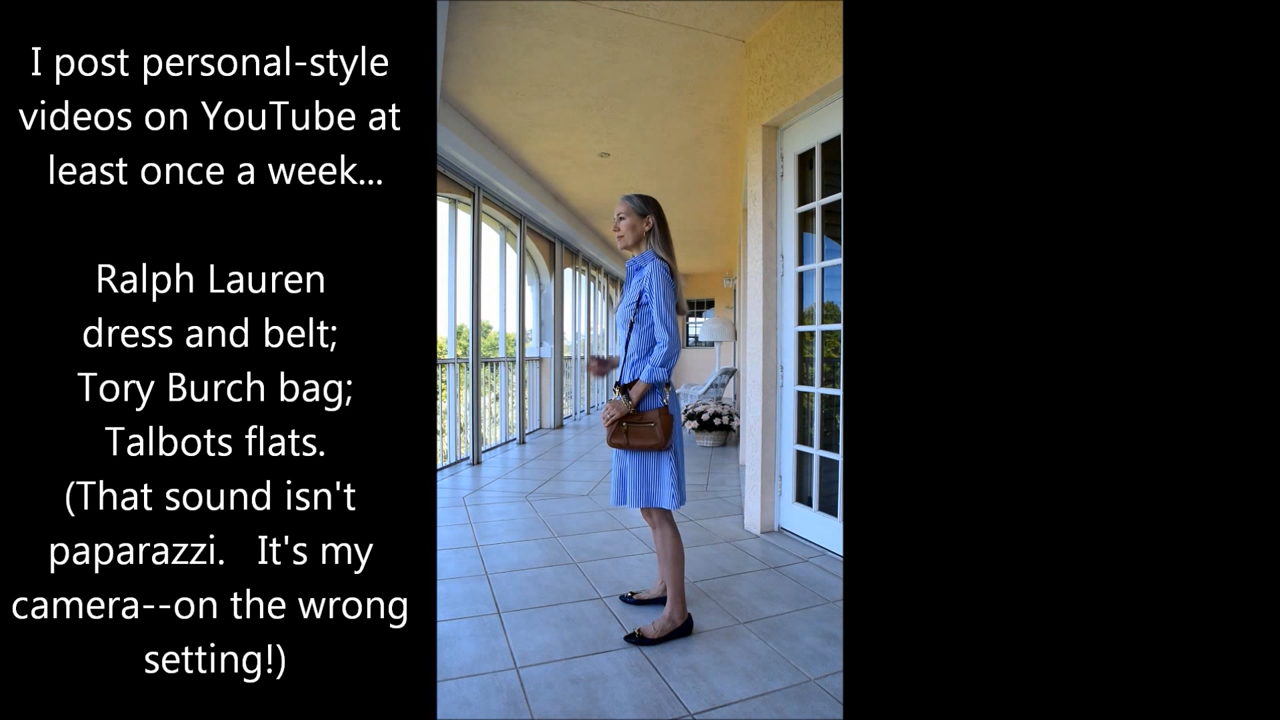 I post personal-style
videos on YouTube at
least once a week...
Ralph Lauren
dress and belt;
Tory Burch bag;
Talbots flats.
(That sound isn't
paparazzi. It's my
camera--on the wrong
setting!)